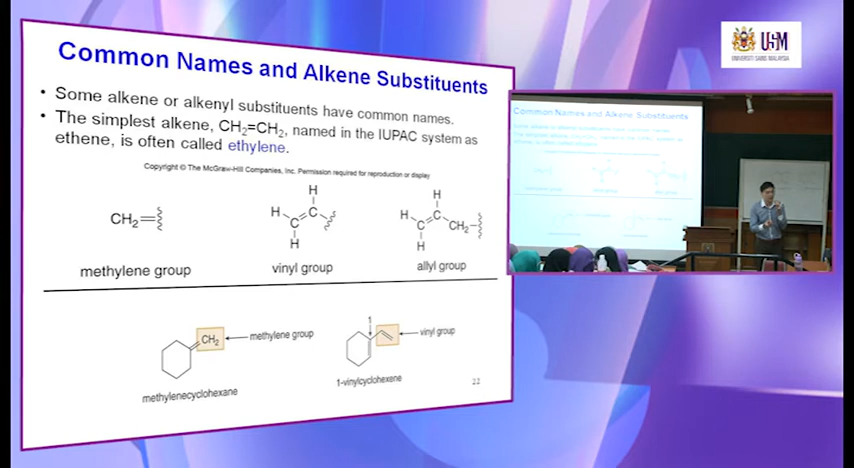 Common Names and Alkene Substituents
• Some alkene or alkenyl substituents have common names.
• The simplest alkene, CH₂=CH₂, named in the IUPAC system as
ethene, is often called ethylene.
Copyright © The McGraw-Hill Companies, Inc. Permission required for reproduction or display
CH₂
methylene group
H
H
C
C
H
vinyl group
H
H
C
C
CH₂
H
allyl group
CH₂
methylene group
methylenecyclohexane
1
vinyl group
1-vinylcyclohexene
22
USM
UNIVERSITI SAINS MALAYSIA
Common Names and Alkene Substituents